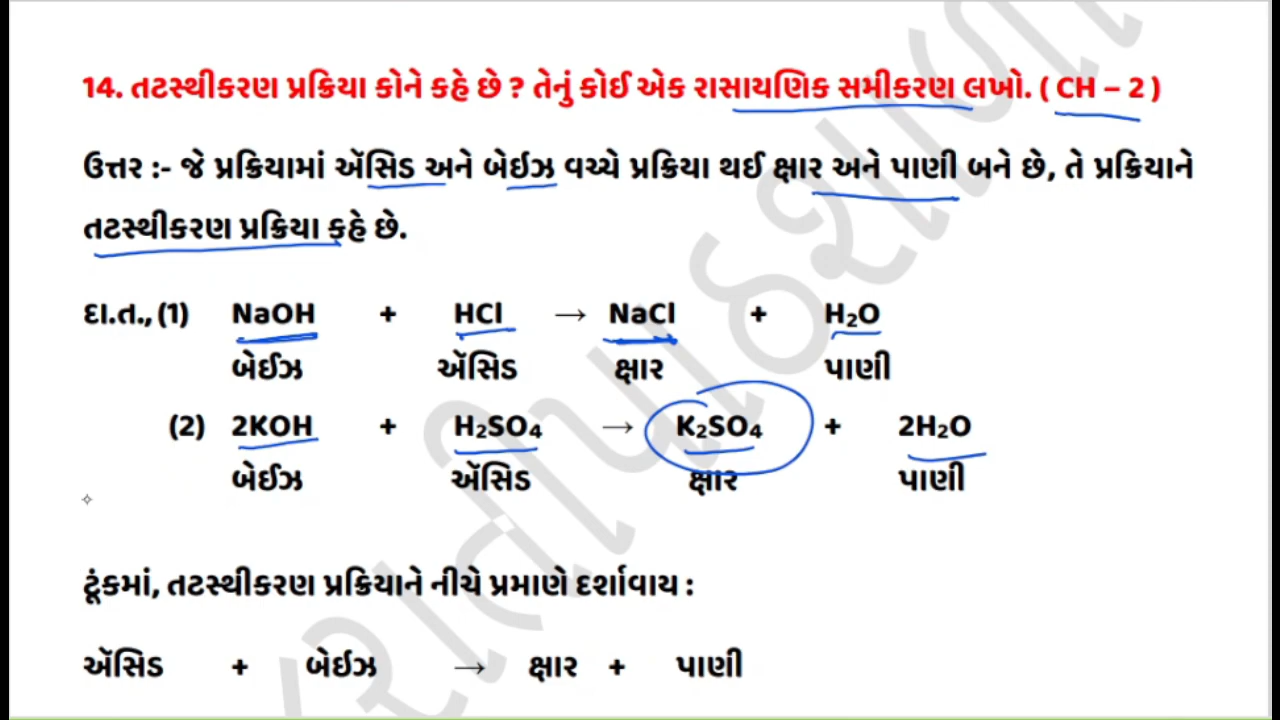 14. તટસ્થીકરણ પ્રક્રિયા કોને કહે છે ? તેનું કોઈ એક રાસાયણિક સમીકરણ લખો. ( CH – 2 )
ઉત્તર :- જે પ્રક્રિયામાં ઍસિડ અને બેઇઝ વચ્ચે પ્રક્રિયા થઈ ક્ષાર અને પાણી બને છે, તે પ્રક્રિયાને
તટસ્થીકરણ પ્રક્રિયા કહે છે.
દા.ત., (1) NaOH + HCl → NaCl + H₂O
બેઈઝ ઍસિડ ક્ષાર પાણી
(2) 2KOH + H₂SO₄ → K₂SO₄ + 2H₂O
બેઈઝ ઍસિડ ક્ષાર પાણી
ટૂંકમાં, તટસ્થીકરણ પ્રક્રિયાને નીચે પ્રમાણે દર્શાવાય :
ઍસિડ + બેઈઝ → ક્ષાર + પાણી